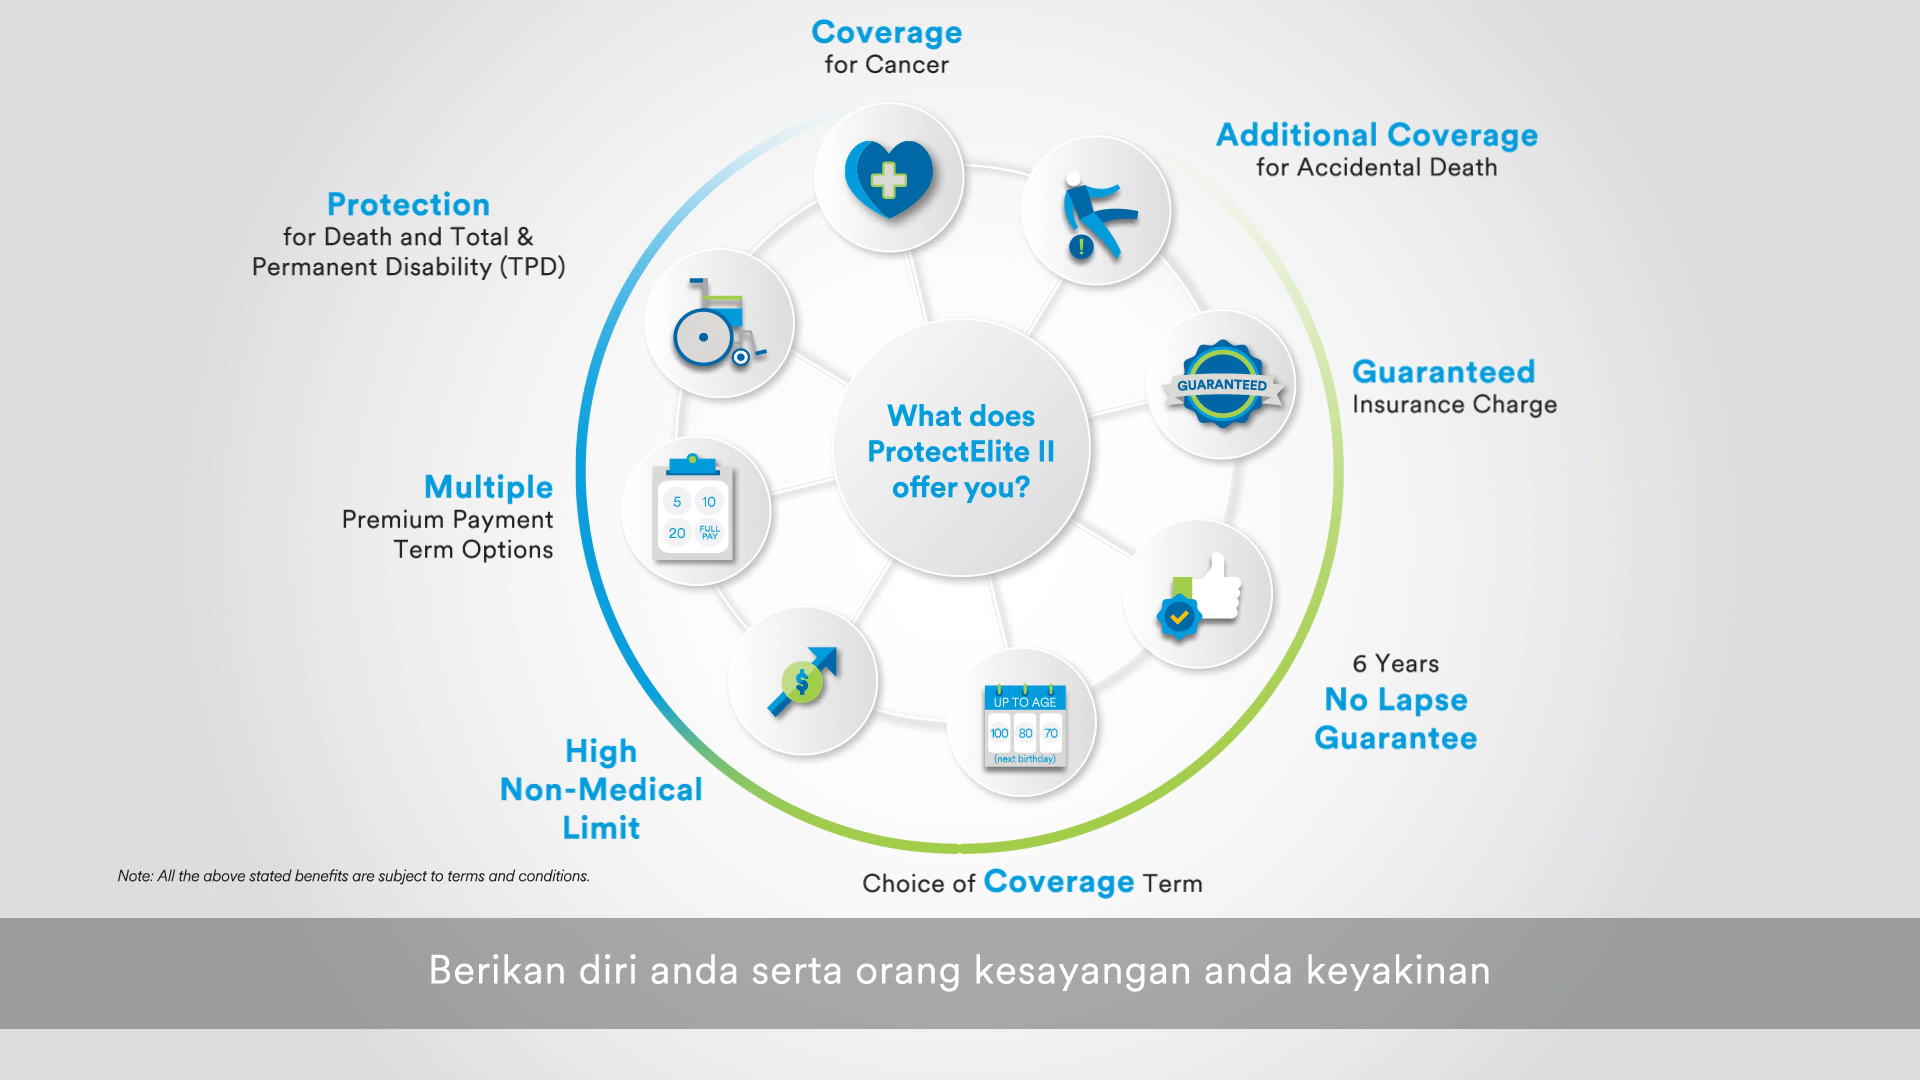 Coverage
for Cancer
Additional Coverage
for Accidental Death
Protection
for Death and Total &
Permanent Disability (TPD)
Guaranteed
Insurance Charge
GUARANTEED
What does
ProtectElite II
offer you?
Multiple
Premium Payment
Term Options
5 10
20 FULL PAY
6 Years
No Lapse
Guarantee
$
UP TO AGE
100 80 70
(next birthday)
High
Non-Medical
Limit
!
Note: All the above stated benefits are subject to terms and conditions.
Choice of Coverage Term
Berikan diri anda serta orang kesayangan anda keyakinan